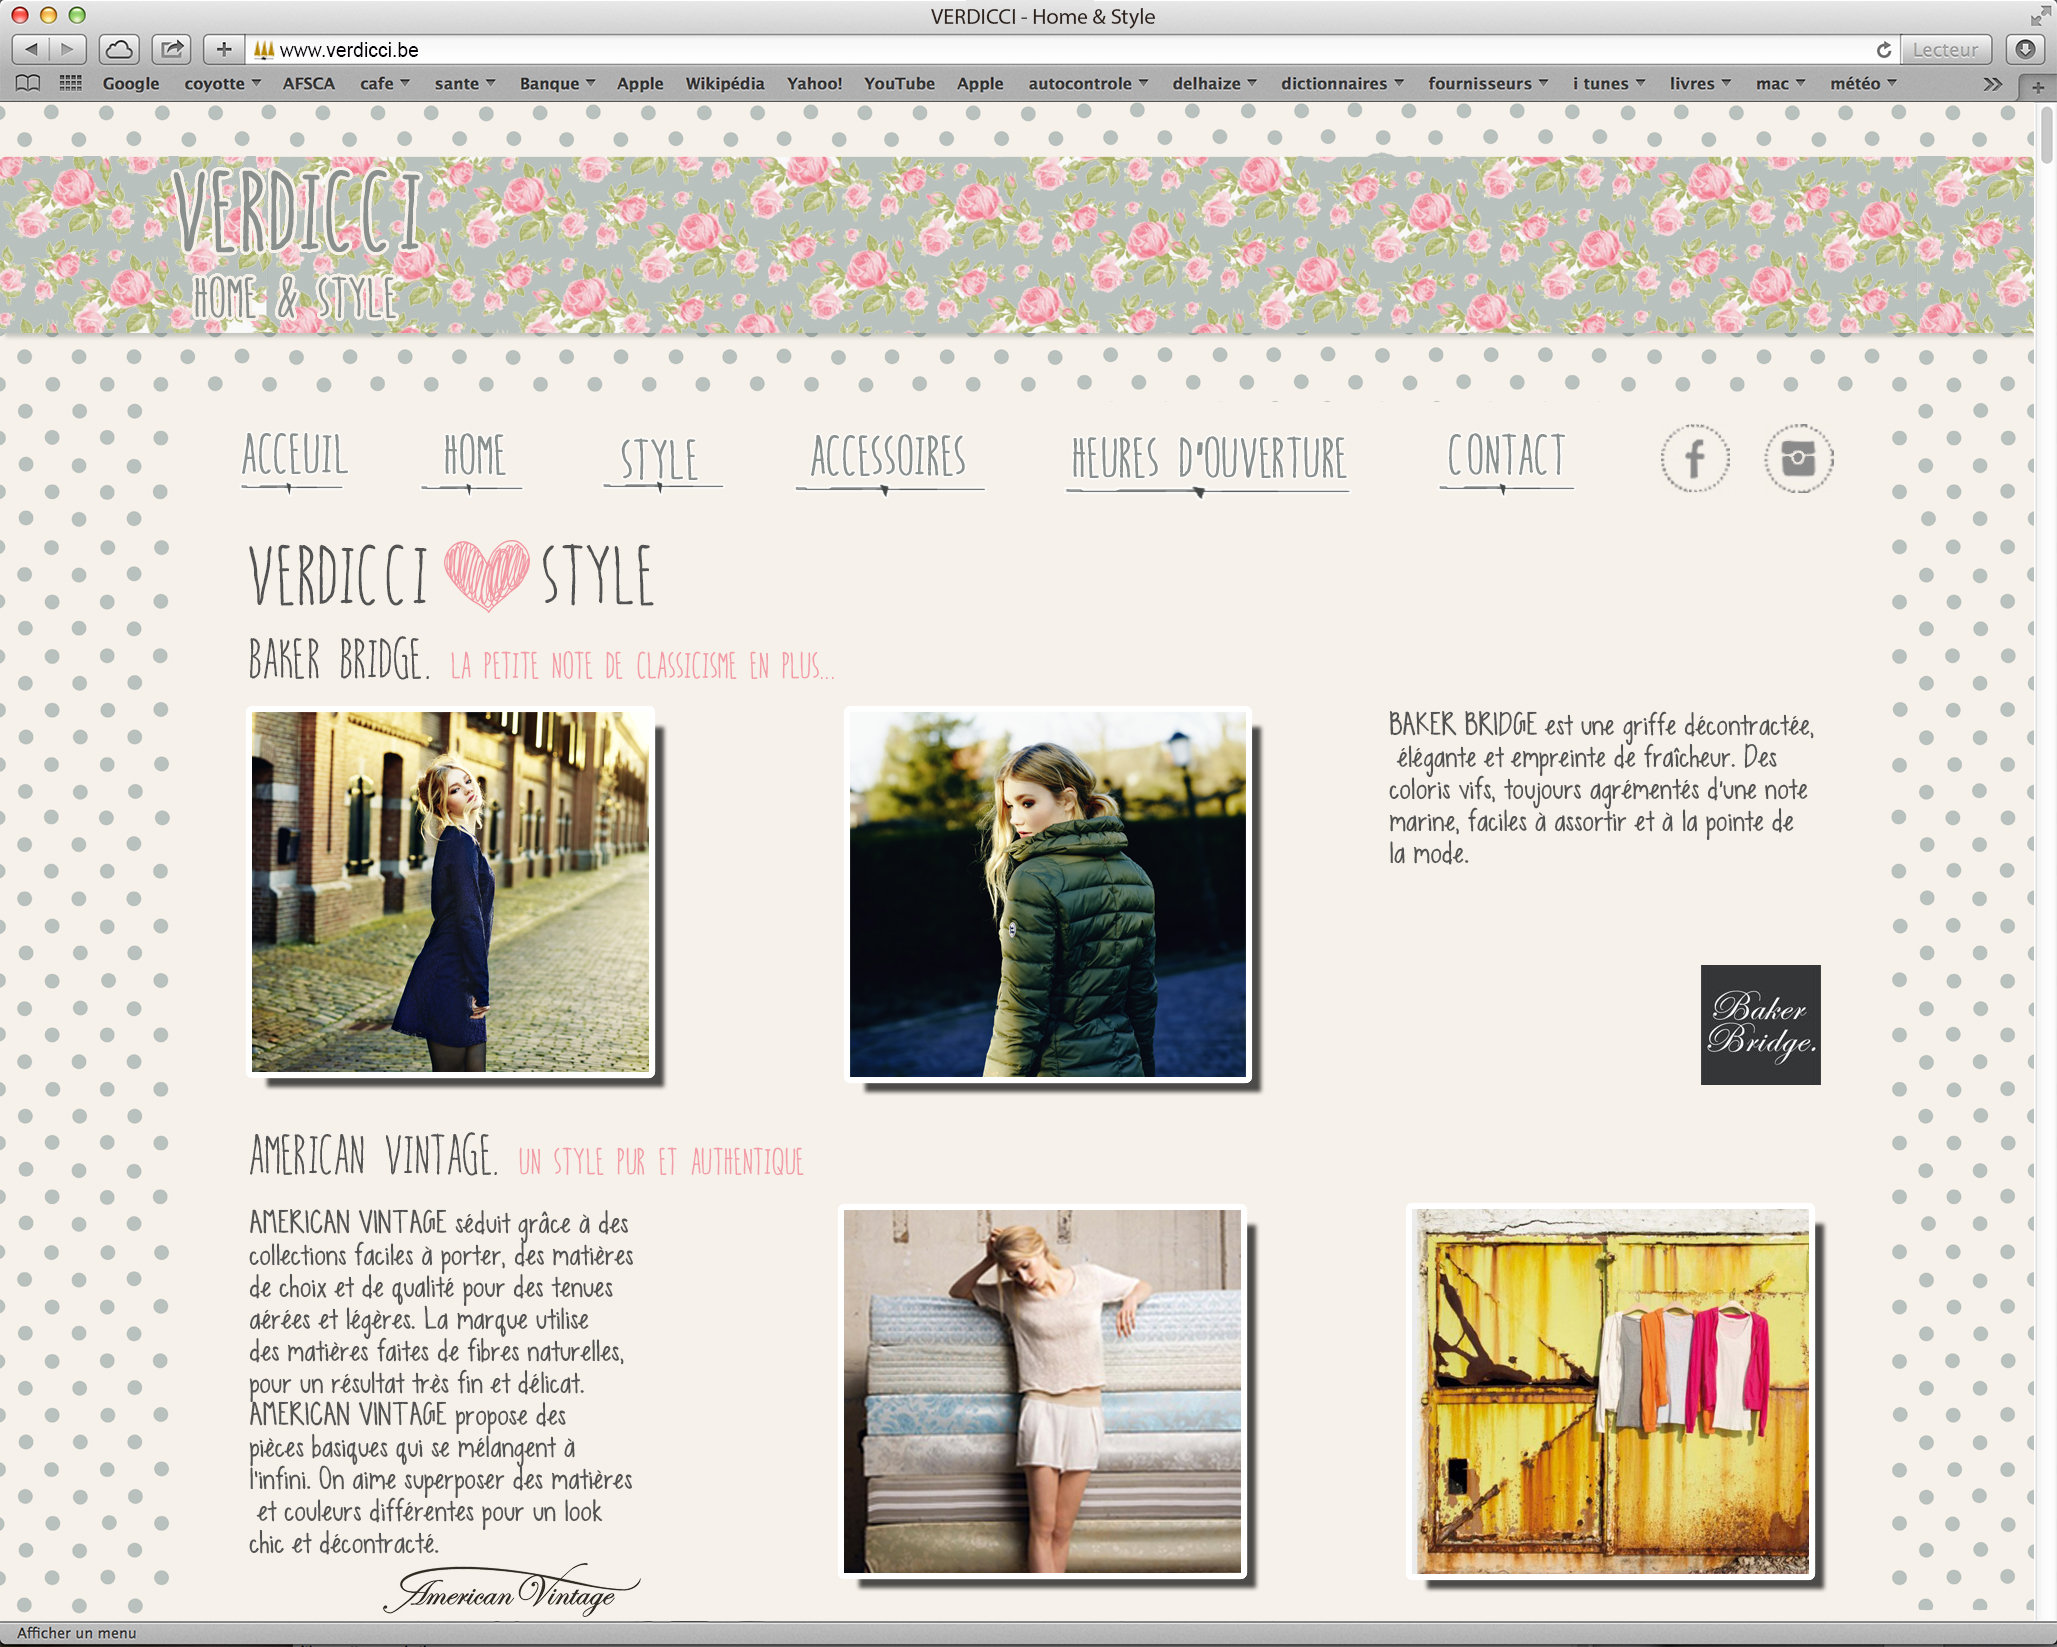 VERDICCI - Home & Style
www.verdicci.be
Lecteur
Google coyotte AFSCA cafe sante Banque Apple Wikipédia Yahoo! YouTube Apple autocontrole delhaize dictionnaires fournisseurs i tunes livres mac météo
VERDICCI
HOME & STYLE
ACCEUIL HOME STYLE ACCESSOIRES HEURES D'OUVERTURE CONTACT
VERDICCI STYLE
BAKER BRIDGE. LA PETITE NOTE DE CLASSICISME EN PLUS...
BAKER BRIDGE est une griffe décontractée,
élégante et empreinte de fraîcheur. Des
coloris vifs, toujours agrémentés d'une note
marine, faciles à assortir et à la pointe de
la mode.
Baker
Bridge.
AMERICAN VINTAGE. UN STYLE PUR ET AUTHENTIQUE
AMERICAN VINTAGE séduit grâce à des
collections faciles à porter, des matières
de choix et de qualité pour des tenues
aérées et légères. La marque utilise
des matières faites de fibres naturelles,
pour un résultat très fin et délicat.
AMERICAN VINTAGE propose des
pièces basiques qui se mélangent à
l'infini. On aime superposer des matières
et couleurs différentes pour un look
chic et décontracté.
American Vintage
Afficher un menu